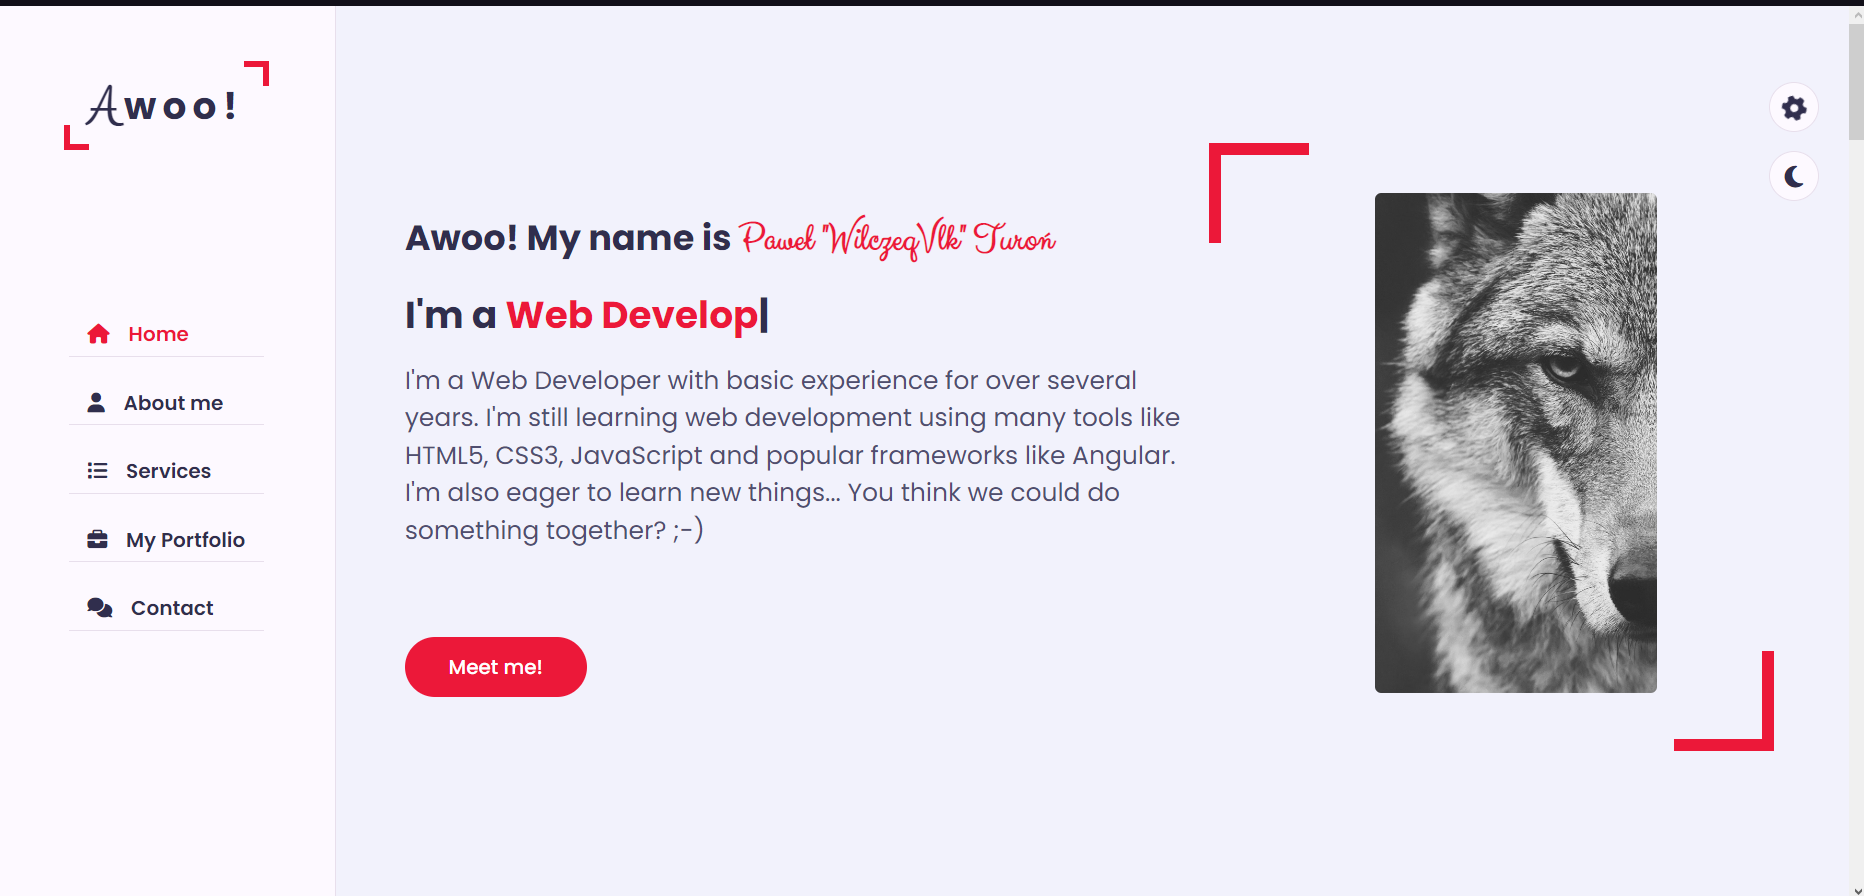 Awoo!
Home
About me
Services
My Portfolio
Contact
Awoo! My name is Paweł "WilczeqVlk" Turoń
I'm a Web Develop|
I'm a Web Developer with basic experience for over several
years. I'm still learning web development using many tools like
HTML5, CSS3, JavaScript and popular frameworks like Angular.
I'm also eager to learn new things... You think we could do
something together? ;-)
Meet me!